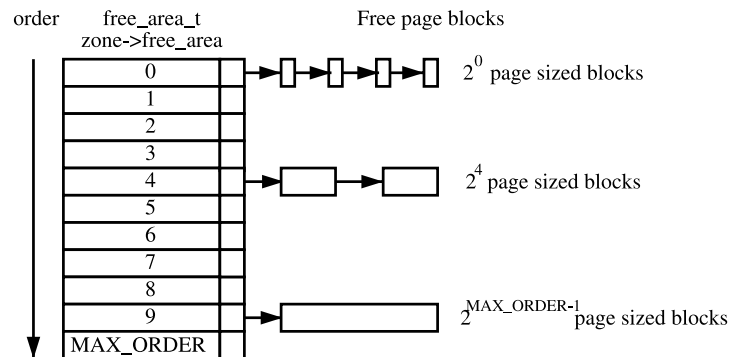 order free_area_t Free page blocks
zone->free_area
0 2^0 page sized blocks
1
2
3
4 2^4 page sized blocks
5
6
7
8
9 2^MAX_ORDER-1 page sized blocks
MAX_ORDER